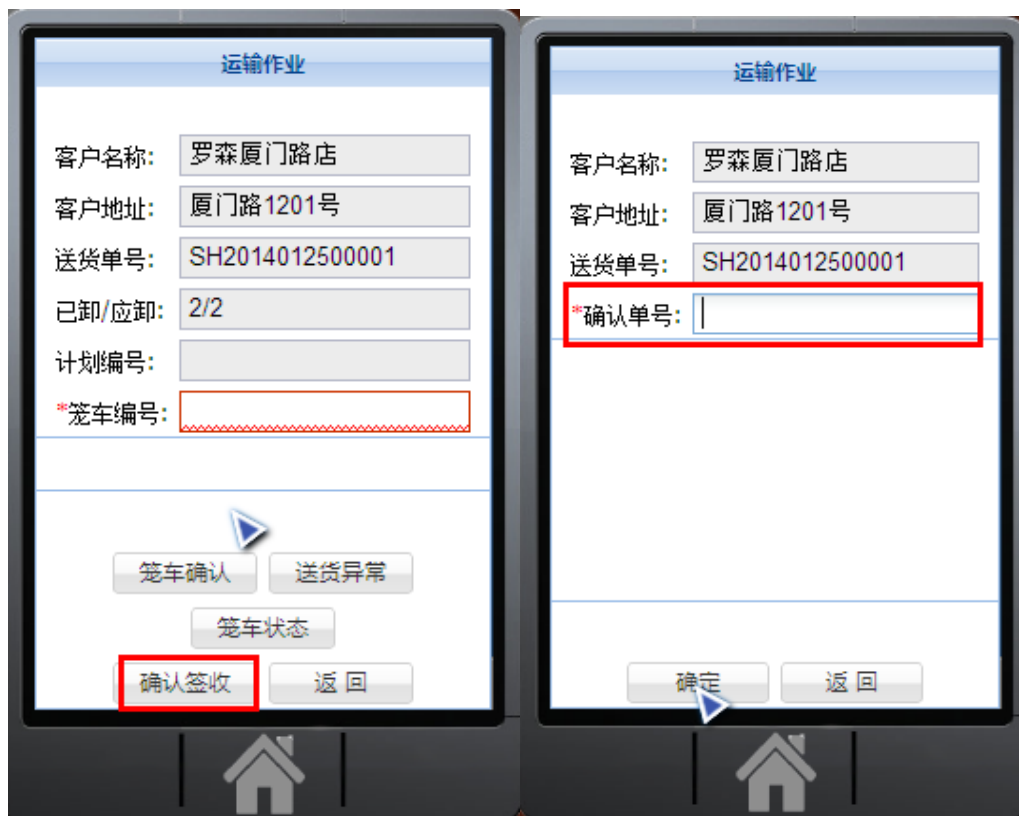 运输作业
客户名称: 罗森厦门路店
客户地址: 厦门路1201号
送货单号: SH2014012500001
已卸/应卸: 2/2
计划编号:
*笼车编号:
笼车确认 送货异常
笼车状态
确认签收 返 回
运输作业
客户名称: 罗森厦门路店
客户地址: 厦门路1201号
送货单号: SH2014012500001
*确认单号:
确定 返 回